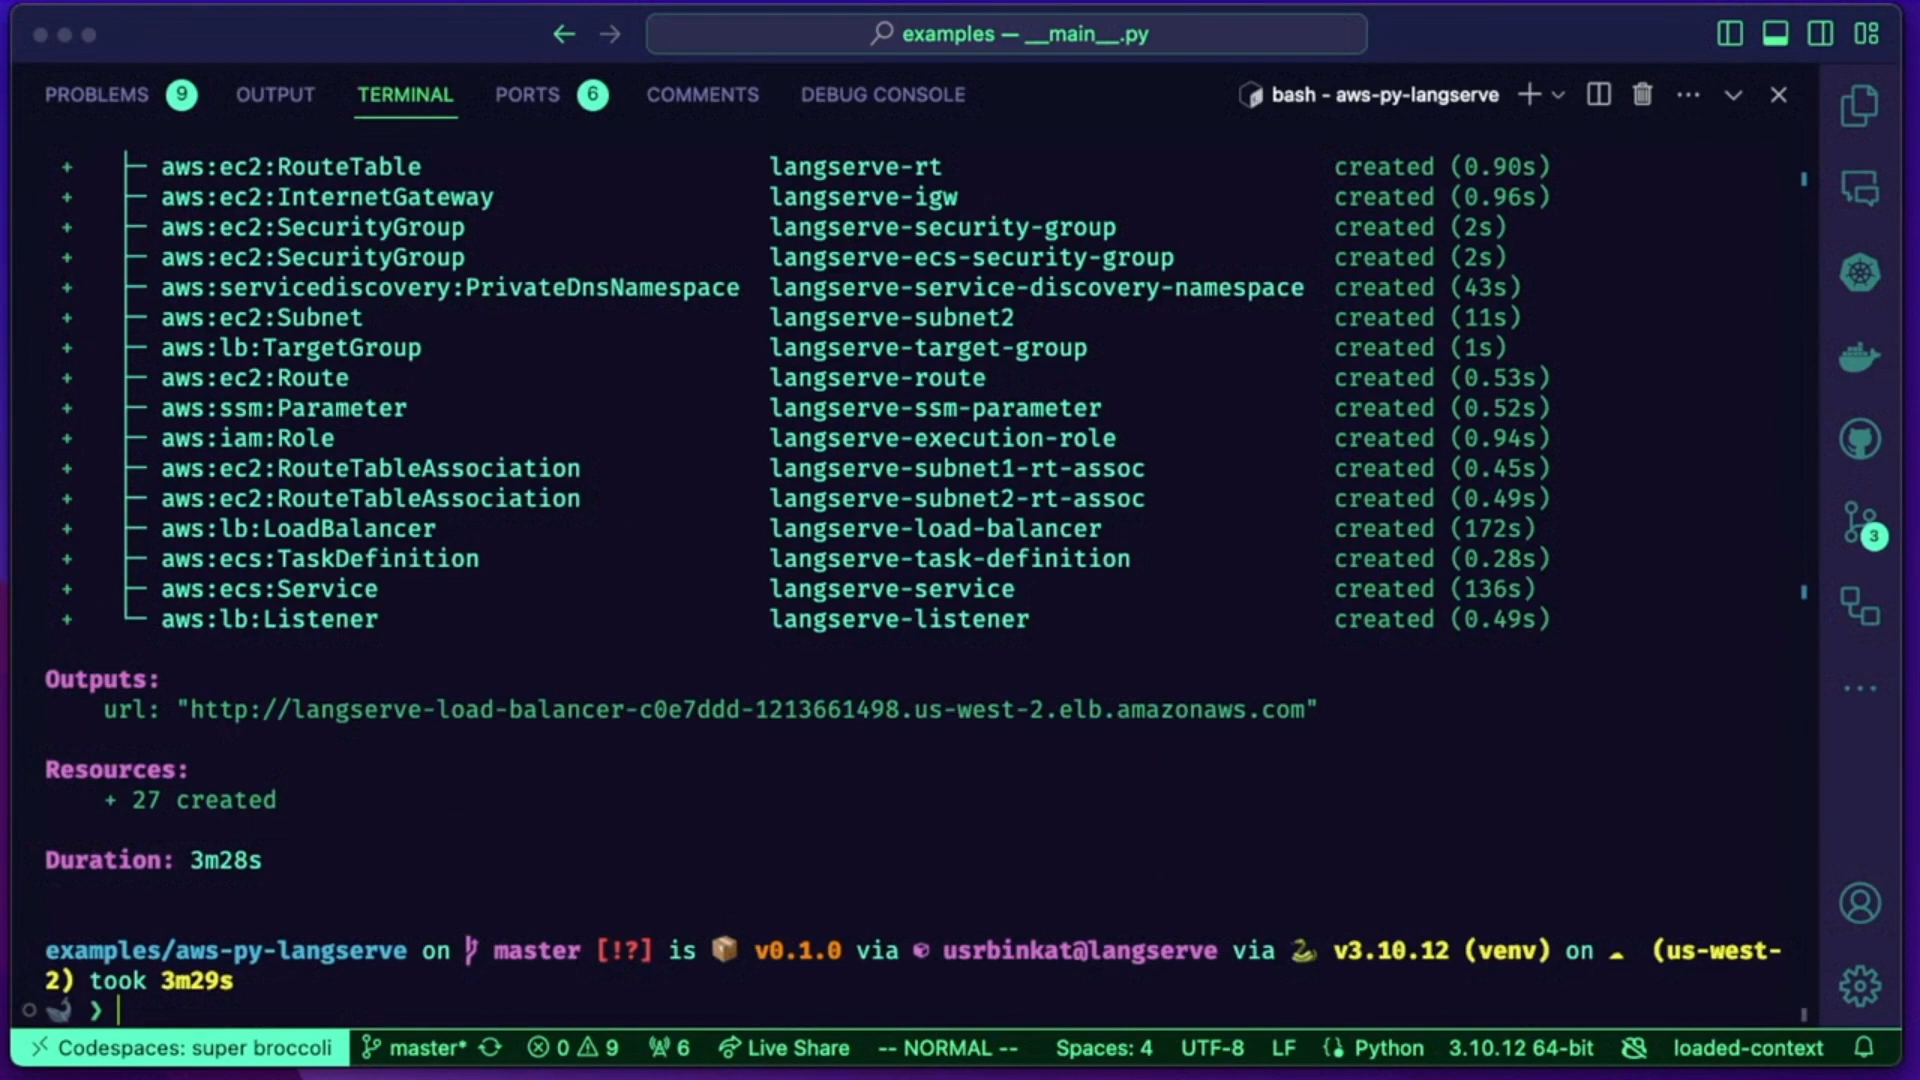 examples — __main__.py
PROBLEMS 9 OUTPUT TERMINAL PORTS 6 COMMENTS DEBUG CONSOLE bash - aws-py-langserve
+ ├─ aws:ec2:RouteTable langserve-rt created (0.90s)
+ ├─ aws:ec2:InternetGateway langserve-igw created (0.96s)
+ ├─ aws:ec2:SecurityGroup langserve-security-group created (2s)
+ ├─ aws:ec2:SecurityGroup langserve-ecs-security-group created (2s)
+ ├─ aws:servicediscovery:PrivateDnsNamespace langserve-service-discovery-namespace created (43s)
+ ├─ aws:ec2:Subnet langserve-subnet2 created (11s)
+ ├─ aws:lb:TargetGroup langserve-target-group created (1s)
+ ├─ aws:ec2:Route langserve-route created (0.53s)
+ ├─ aws:ssm:Parameter langserve-ssm-parameter created (0.52s)
+ ├─ aws:iam:Role langserve-execution-role created (0.94s)
+ ├─ aws:ec2:RouteTableAssociation langserve-subnet1-rt-assoc created (0.45s)
+ ├─ aws:ec2:RouteTableAssociation langserve-subnet2-rt-assoc created (0.49s)
+ ├─ aws:lb:LoadBalancer langserve-load-balancer created (172s)
+ ├─ aws:ecs:TaskDefinition langserve-task-definition created (0.28s)
+ ├─ aws:ecs:Service langserve-service created (136s)
+ └─ aws:lb:Listener langserve-listener created (0.49s)
Outputs:
url: "http://langserve-load-balancer-c0e7ddd-1213661498.us-west-2.elb.amazonaws.com"
Resources:
+ 27 created
Duration: 3m28s
examples/aws-py-langserve on master [!?] is 📦 v0.1.0 via usrbinkat@langserve via 🐍 v3.10.12 (venv) on ☁ (us-west-
2) took 3m29s
🐋 ❯
3
Codespaces: super broccoli master* 0 9 6 Live Share -- NORMAL -- Spaces: 4 UTF-8 LF Python 3.10.12 64-bit loaded-context